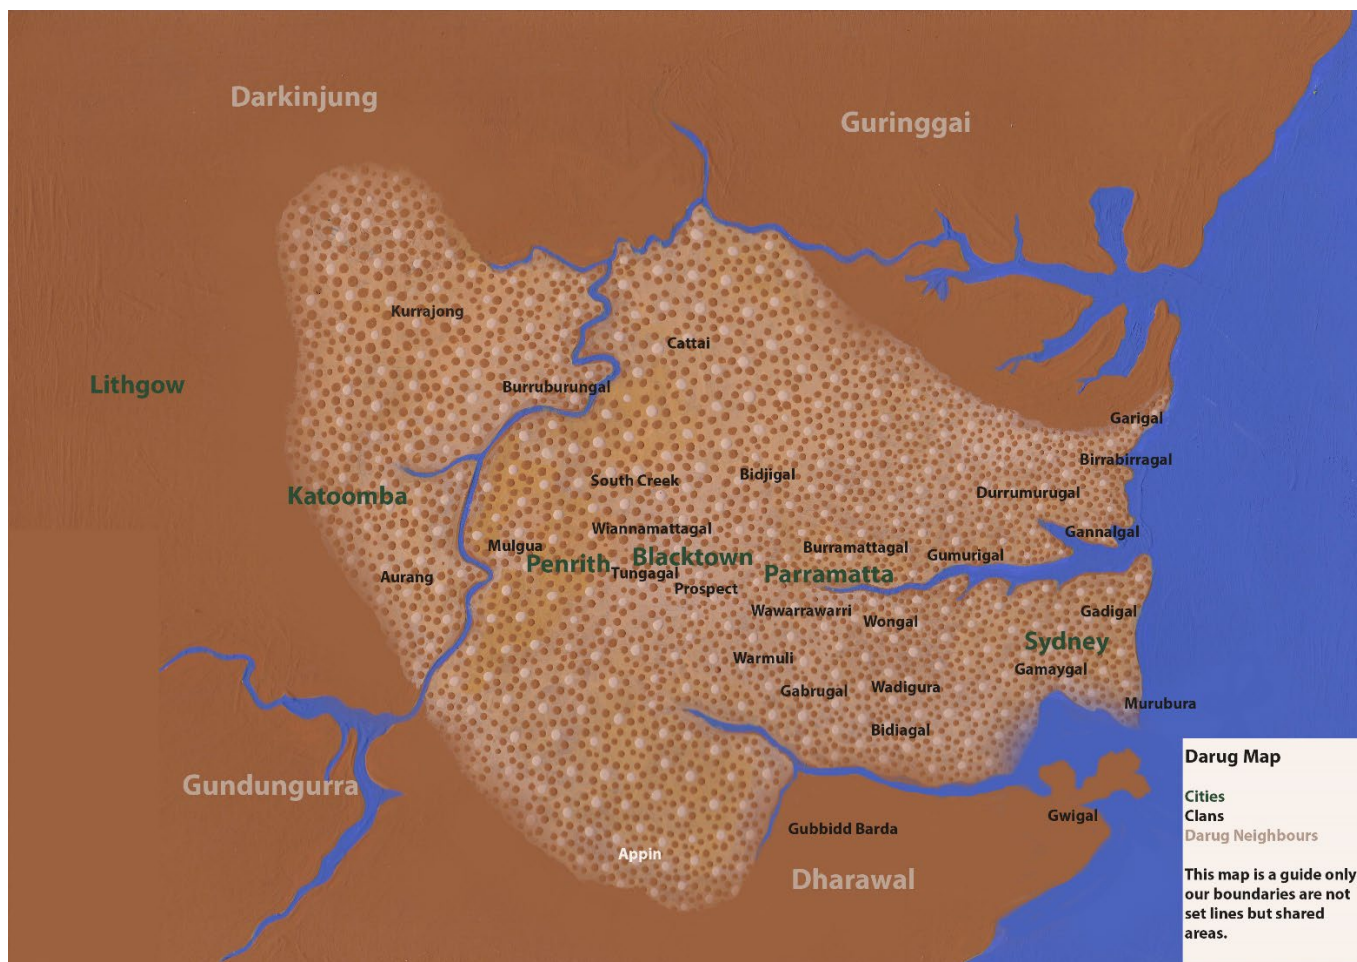 Darkinjung
Guringgai
Kurrajong
Cattai
Lithgow
Burruburungal
Garigal
Birrabirragal
South Creek
Bidjigal
Katoomba
Durrumurugal
Wiannamattagal
Gannalgal
Mulgua
Burramattagal
Penrith
Blacktown
Gumurigal
Aurang
Tungagal
Parramatta
Prospect
Wawarrawarri
Gadigal
Wongal
Sydney
Warmuli
Gamaygal
Gabrugal
Wadigura
Murubura
Bidiagal
Gundungurra
Gwigal
Gubbidd Barda
Appin
Dharawal
Darug Map
Cities
Clans
Darug Neighbours
This map is a guide only
our boundaries are not
set lines but shared
areas.